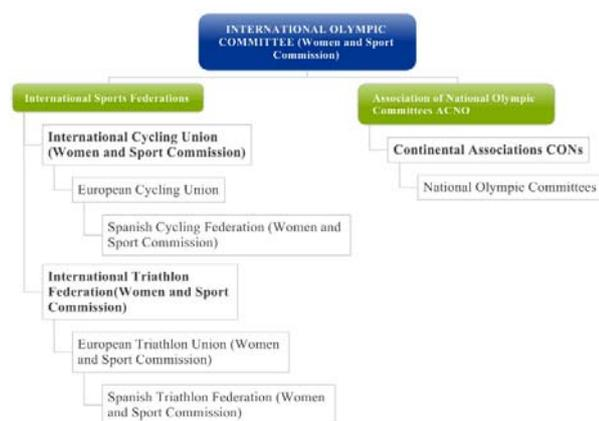 INTERNATIONAL OLYMPIC
COMMITTEE (Women and Sport
Commission)
International Sports Federations
International Cycling Union
(Women and Sport Commission)
European Cycling Union
Spanish Cycling Federation (Women and
Sport Commission)
International Triathlon
Federation(Women and Sport
Commission)
European Triathlon Union (Women
and Sport Commission)
Spanish Triathlon Federation (Women
and Sport Commission)
Association of National Olympic
Committees ACNO
Continental Associations CONs
National Olympic Committees